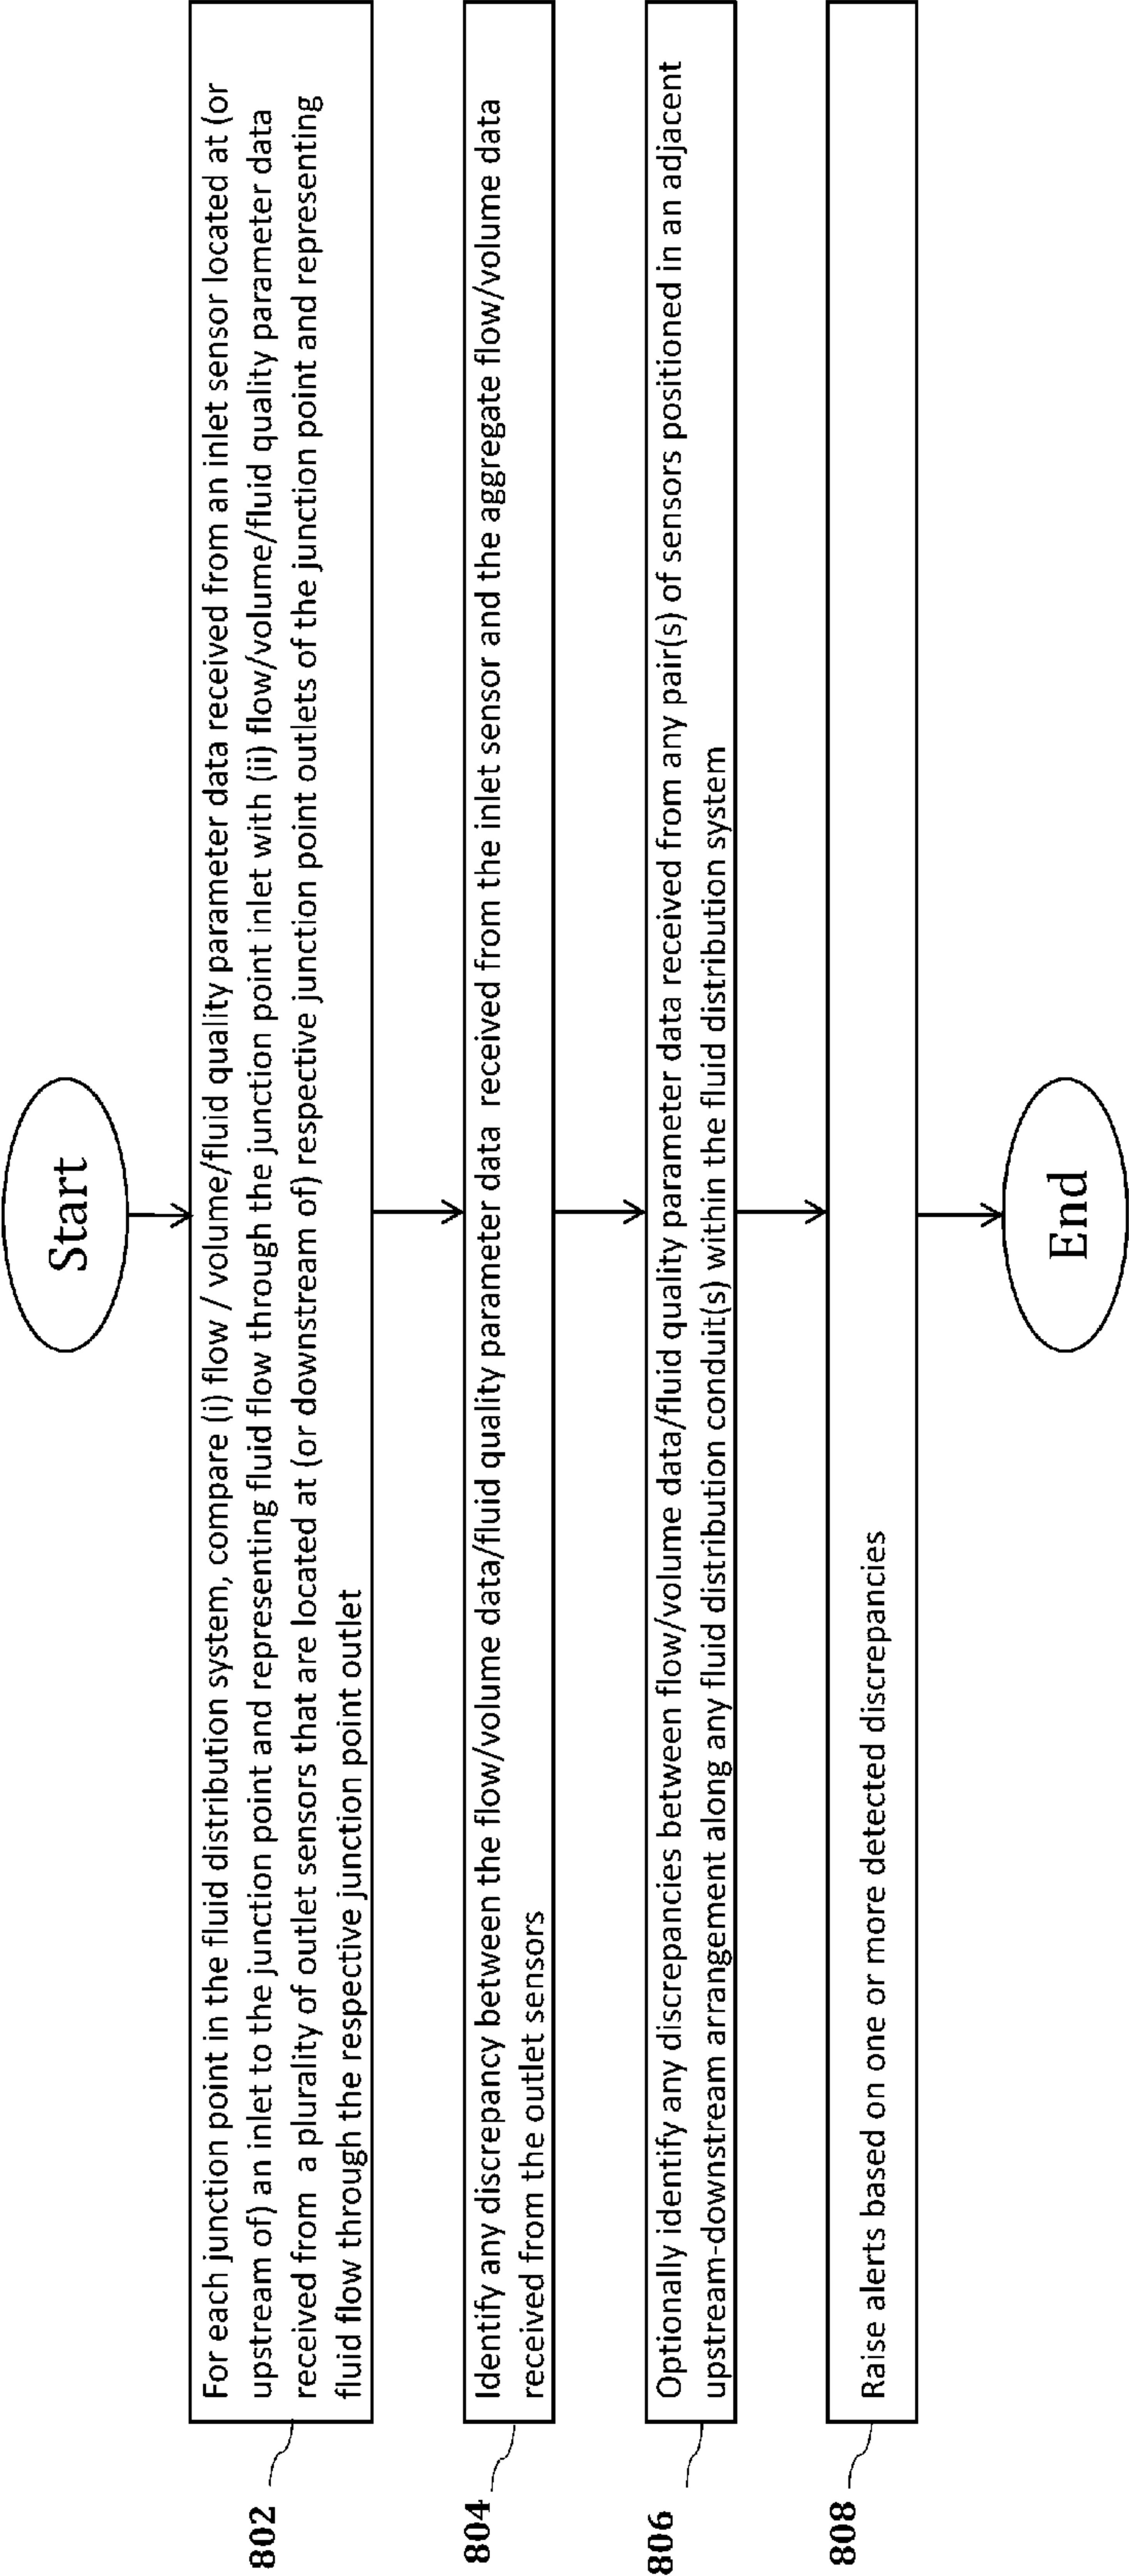 Start
802
For each junction point in the fluid distribution system, compare (i) flow / volume/fluid quality parameter data received from an inlet sensor located at (or
upstream of) an inlet to the junction point and representing fluid flow through the junction point inlet with (ii) flow/volume/fluid quality parameter data
received from a plurality of outlet sensors that are located at (or downstream of) respective junction point outlets of the junction point and representing
fluid flow through the respective junction point outlet
804
Identify any discrepancy between the flow/volume data/fluid quality parameter data received from the inlet sensor and the aggregate flow/volume data
received from the outlet sensors
806
Optionally identify any discrepancies between flow/volume data/fluid quality parameter data received from any pair(s) of sensors positioned in an adjacent
upstream-downstream arrangement along any fluid distribution conduit(s) within the fluid distribution system
808
Raise alerts based on one or more detected discrepancies
End